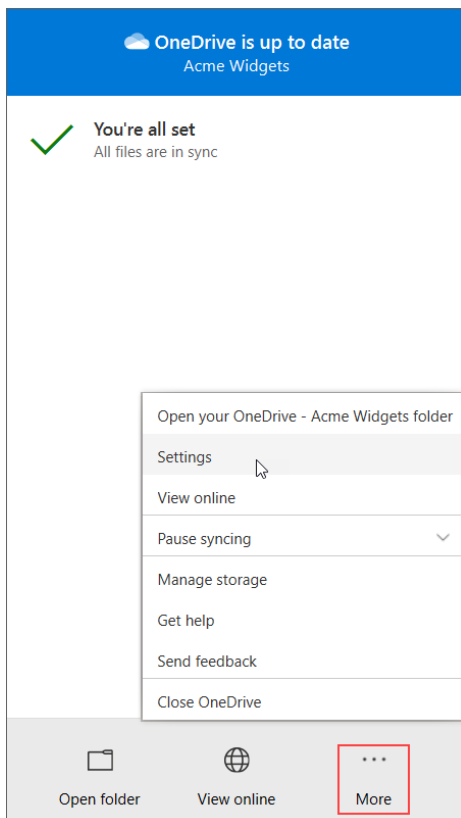 OneDrive is up to date
Acme Widgets
You're all set
All files are in sync
Open your OneDrive - Acme Widgets folder
Settings
View online
Pause syncing
Manage storage
Get help
Send feedback
Close OneDrive
Open folder
View online
More